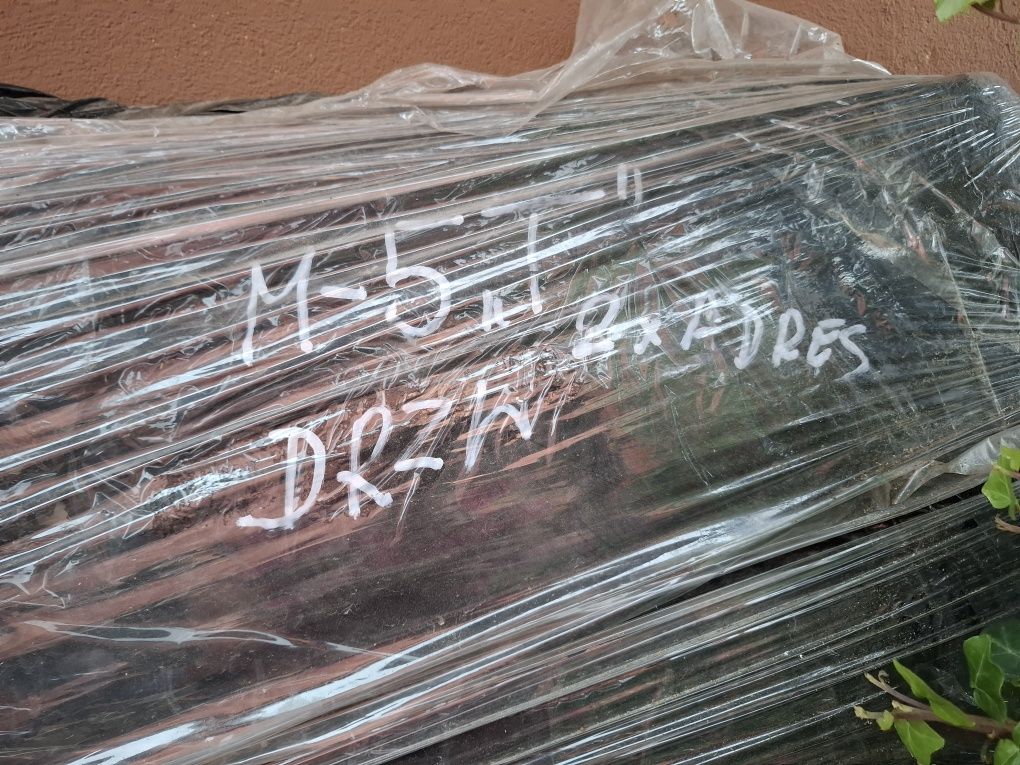 M-5 „1"
2xADRES
DRZW